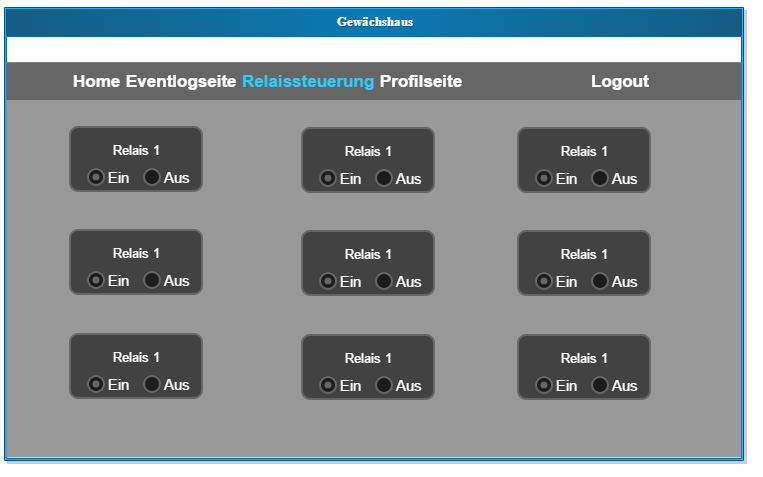 Gewächshaus
Home Eventlogseite Relaissteuerung Profilseite Logout
Relais 1 Relais 1 Relais 1
Ein Aus Ein Aus Ein Aus
Relais 1 Relais 1 Relais 1
Ein Aus Ein Aus Ein Aus
Relais 1 Relais 1 Relais 1
Ein Aus Ein Aus Ein Aus